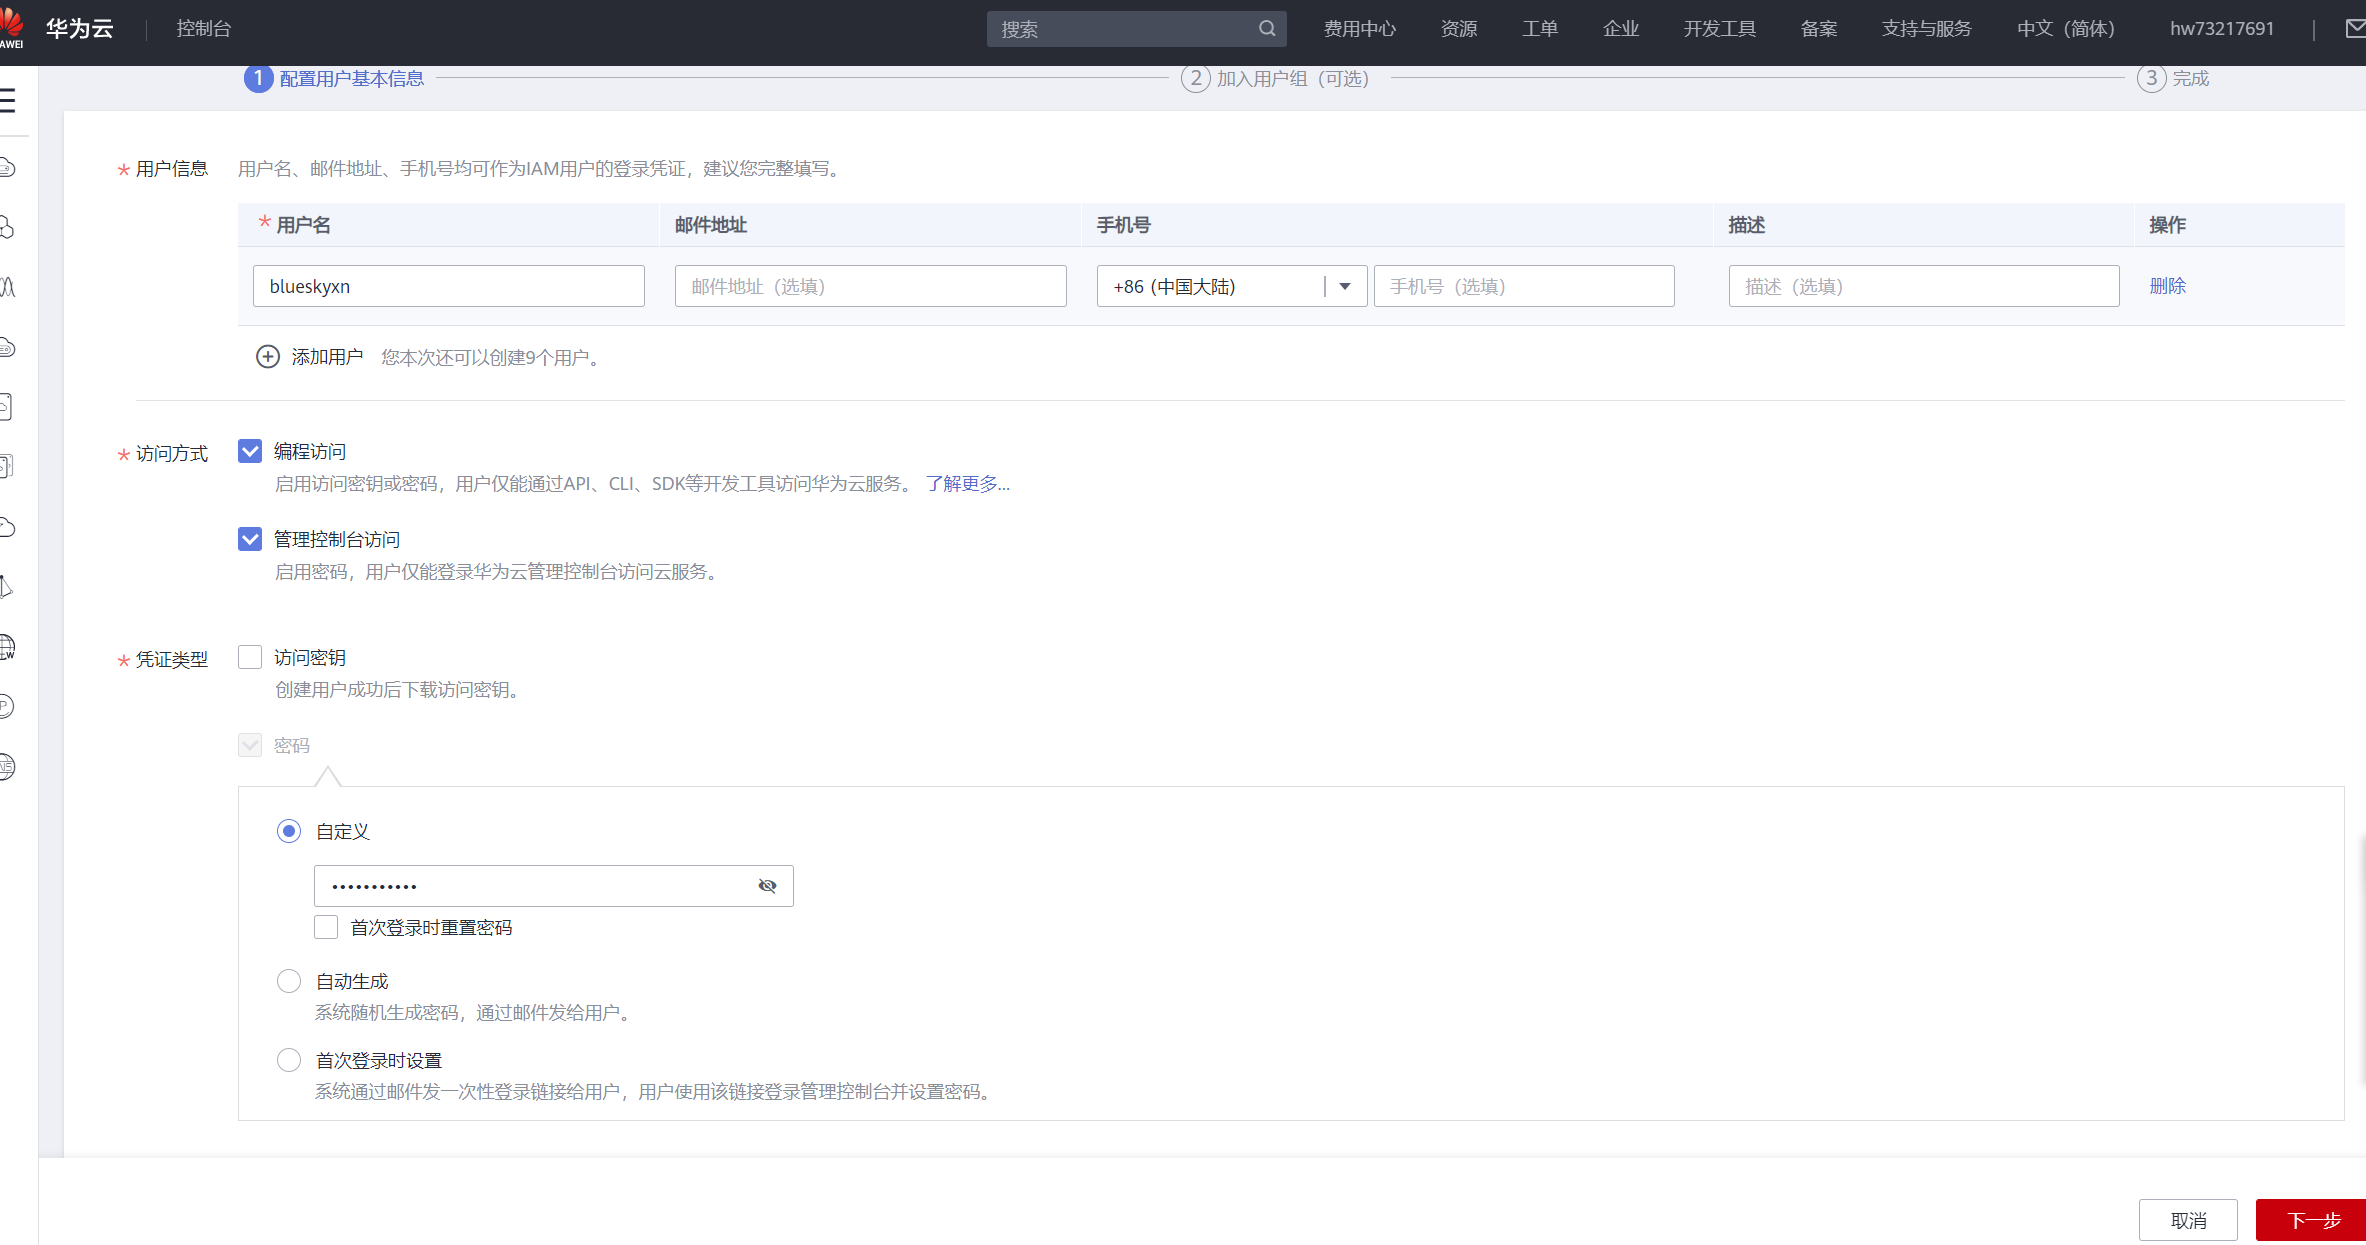 华为云 控制台 搜索 费用中心 资源 工单 企业 开发工具 备案 支持与服务 中文（简体） hw73217691
AWEI
1 配置用户基本信息 2 加入用户组（可选） 3 完成
* 用户信息 用户名、邮件地址、手机号均可作为IAM用户的登录凭证，建议您完整填写。
* 用户名 邮件地址 手机号 描述 操作
blueskyxn 邮件地址（选填） +86 (中国大陆) 手机号（选填） 描述（选填） 删除
添加用户 您本次还可以创建9个用户。
* 访问方式 编程访问
启用访问密钥或密码，用户仅能通过API、CLI、SDK等开发工具访问华为云服务。 了解更多...
管理控制台访问
启用密码，用户仅能登录华为云管理控制台访问云服务。
* 凭证类型 访问密钥
创建用户成功后下载访问密钥。
密码
自定义
•••••••••••
首次登录时重置密码
自动生成
系统随机生成密码，通过邮件发给用户。
首次登录时设置
系统通过邮件发一次性登录链接给用户，用户使用该链接登录管理控制台并设置密码。
取消 下一步